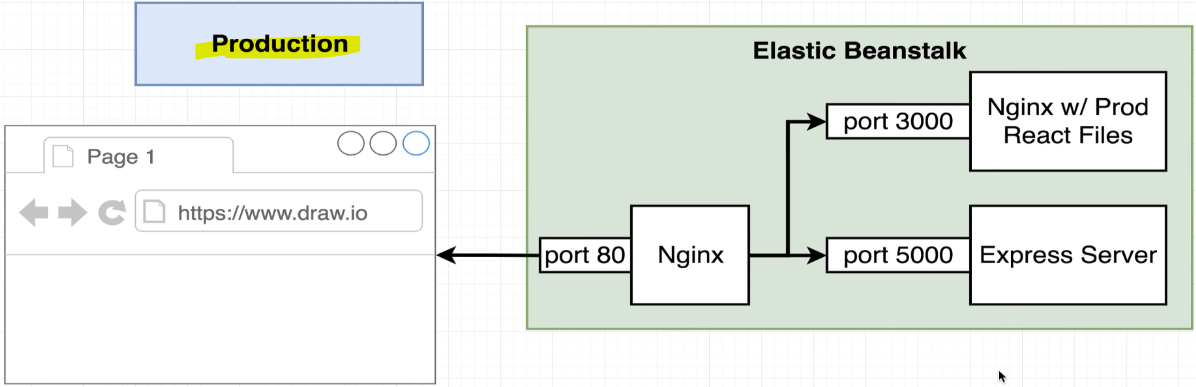 Production
Elastic Beanstalk
Page 1
https://www.draw.io
port 80
Nginx
port 3000
Nginx w/ Prod
React Files
port 5000
Express Server